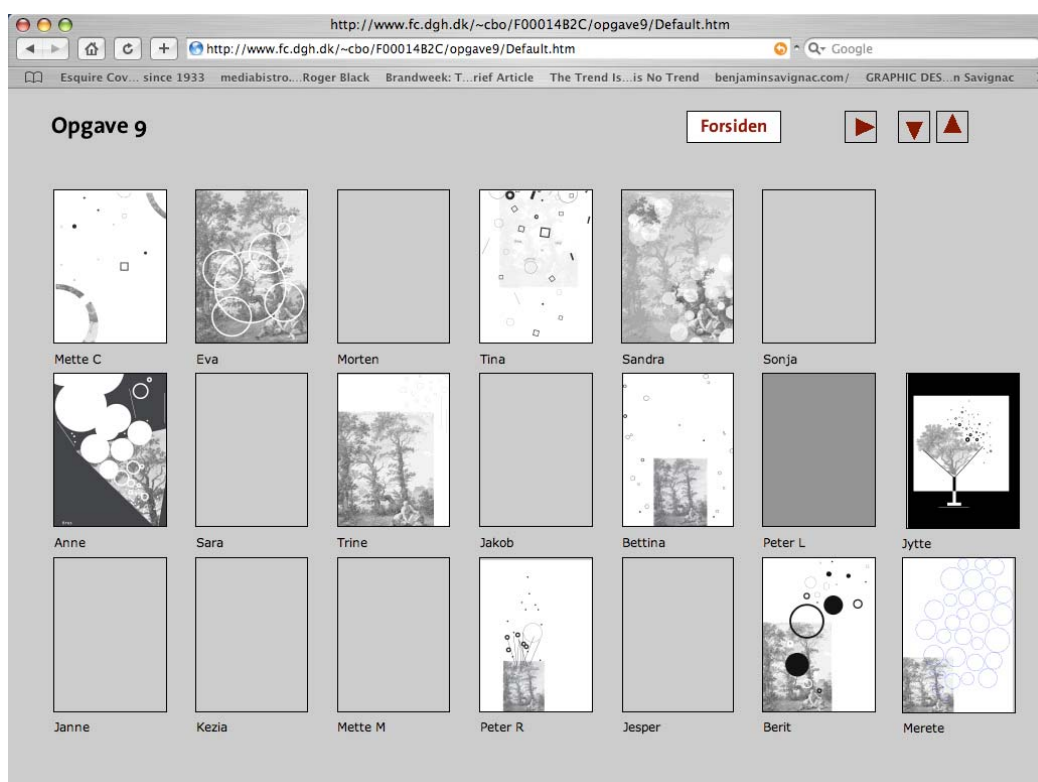 http://www.fc.dgh.dk/~cbo/F00014B2C/opgave9/Default.htm
http://www.fc.dgh.dk/~cbo/F00014B2C/opgave9/Default.htm Google
Esquire Cov... since 1933 mediabistro....Roger Black Brandweek: T...rief Article The Trend Is...is No Trend benjaminsavignac.com/ GRAPHIC DES...n Savignac
Opgave 9 Forsiden
Mette C Eva Morten Tina Sandra Sonja
Anne Sara Trine Jakob Bettina Peter L Jytte
Janne Kezia Mette M Peter R Jesper Berit Merete